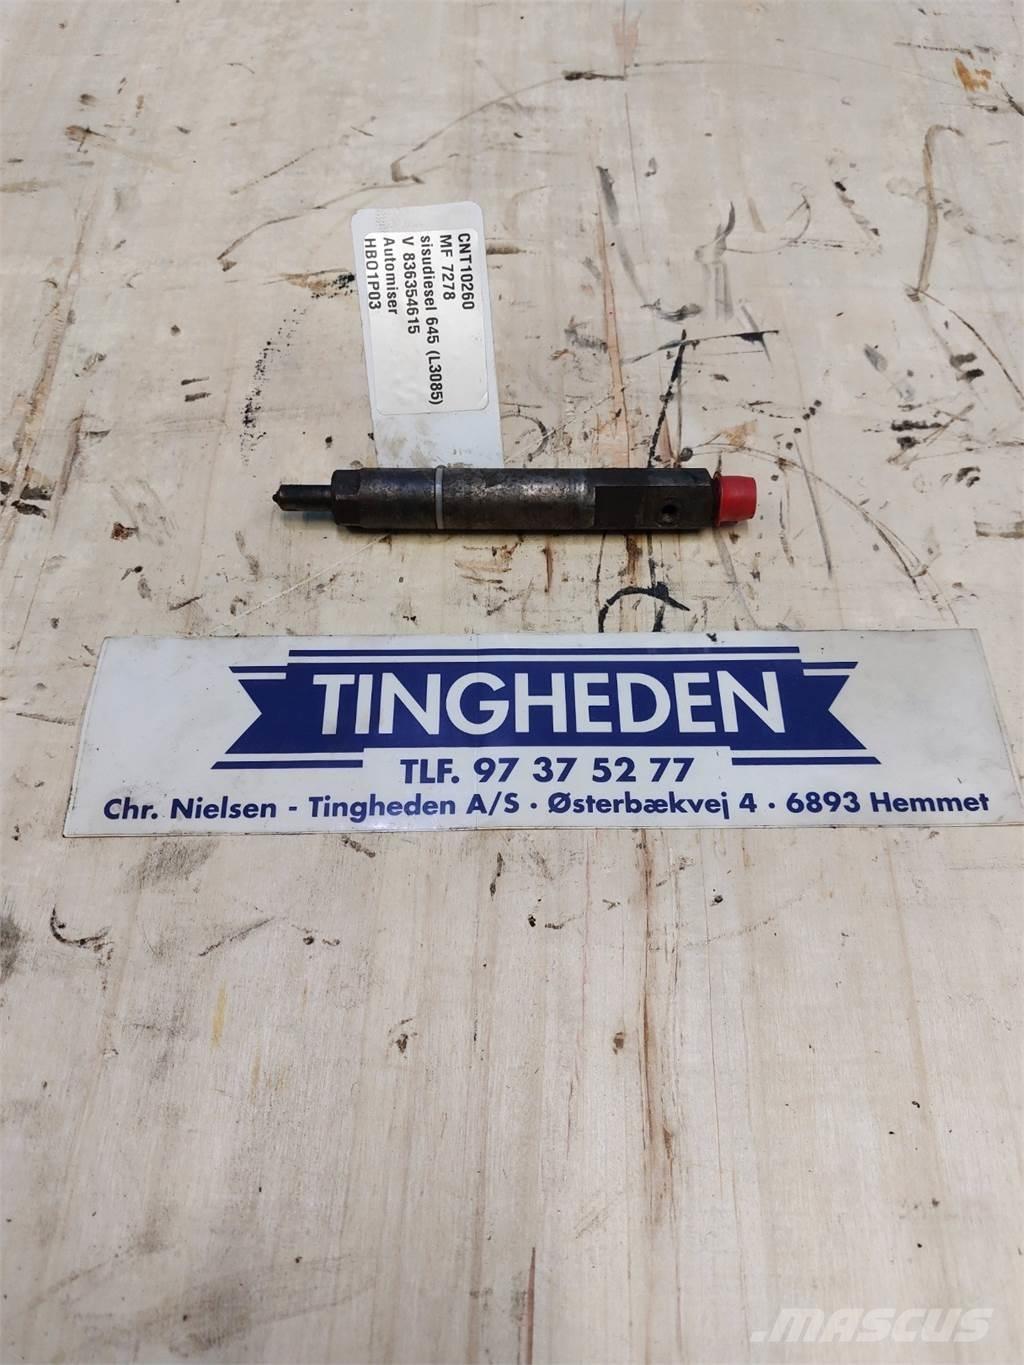 CNT10260
MF 7278
sisudiesel 645 (L3085)
V 836354615
Automiser
HBO1P03
TINGHEDEN
TLF. 97 37 52 77
Chr. Nielsen - Tingheden A/S · Østerbækvej 4 · 6893 Hemmet
MASCUS